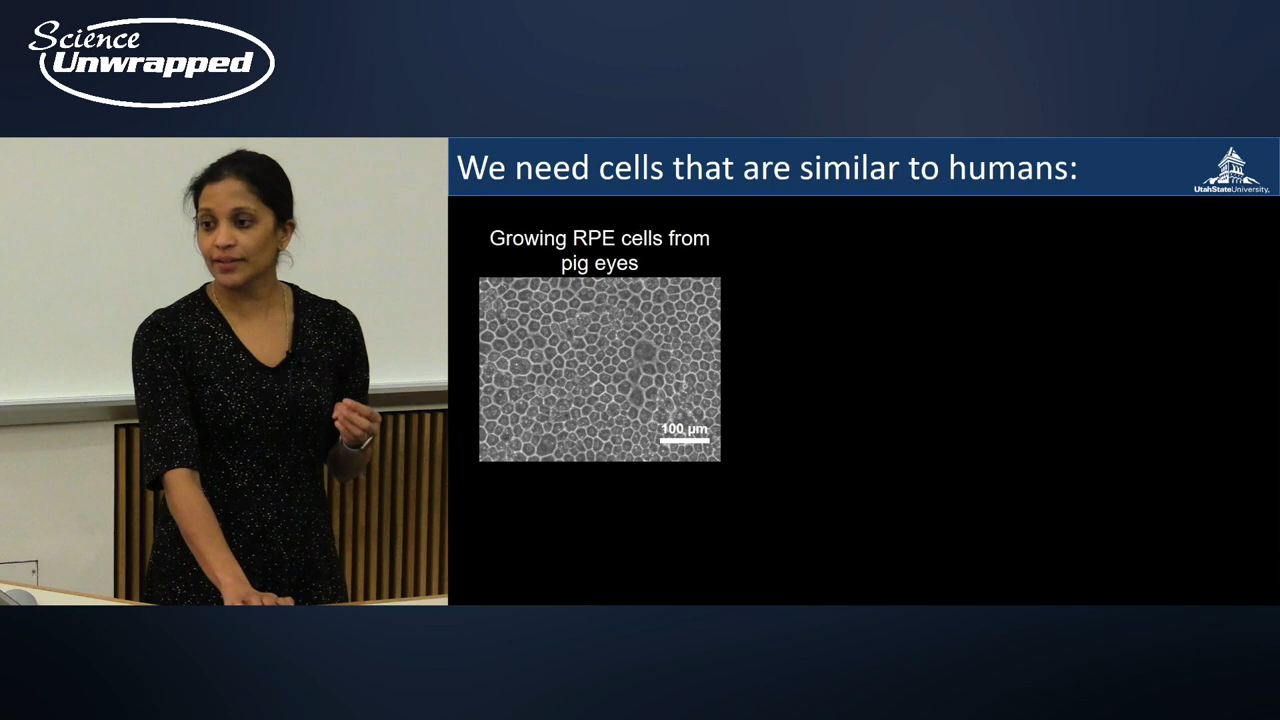 Science
Unwrapped
We need cells that are similar to humans:
UtahStateUniversity
Growing RPE cells from
pig eyes
100 µm